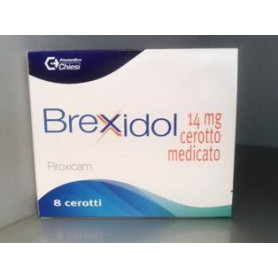 Chiesi
Brexidol
14 mg
cerotto
medicato
Piroxicam
8 cerotti